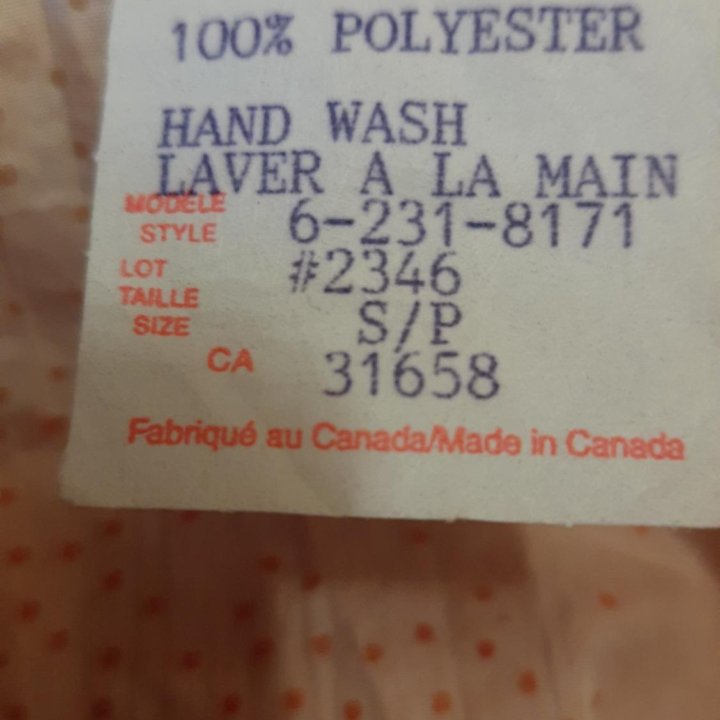 100% POLYESTER
HAND WASH
LAVER A LA MAIN
MODÈLE 6-231-8171
STYLE
LOT #2346
TAILLE S/P
SIZE
CA 31658
Fabriqué au Canada/Made in Canada